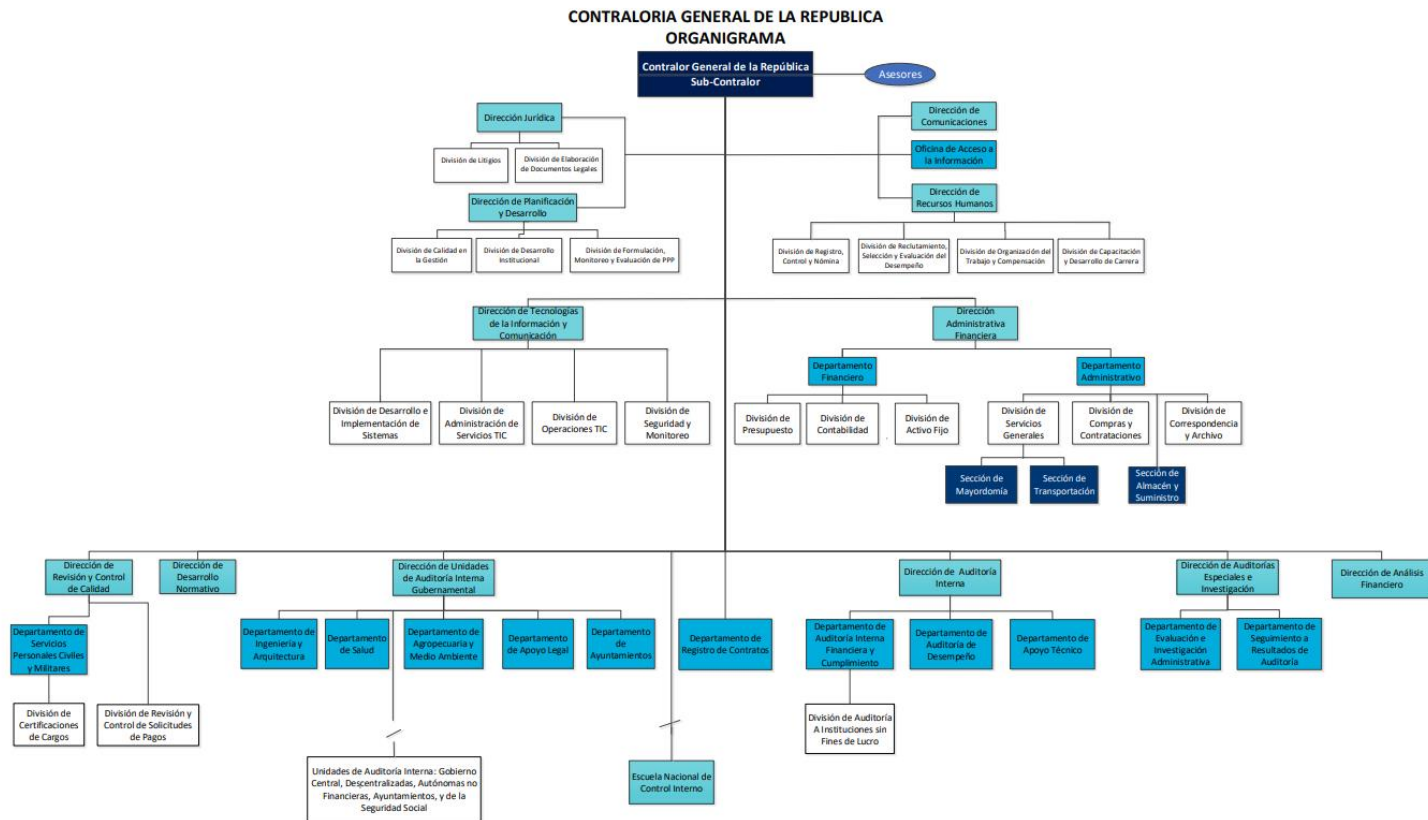 CONTRALORIA GENERAL DE LA REPUBLICA
ORGANIGRAMA
Contralor General de la República
Sub-Contralor
Asesores
Dirección Jurídica
División de Litigios
División de Elaboración
de Documentos Legales
Dirección de Planificación
y Desarrollo
División de Calidad en
la Gestión
División de Desarrollo
Institucional
División de Formulación,
Monitoreo y Evaluación de PPP
Dirección de
Comunicaciones
Oficina de Acceso a
la Información
Dirección de
Recursos Humanos
División de Registro,
Control y Nómina
División de Reclutamiento,
Selección y Evaluación del
Desempeño
División de Organización del
Trabajo y Compensación
División de Capacitación
y Desarrollo de Carrera
Dirección de Tecnologías
de la Información y
Comunicación
División de Desarrollo e
Implementación de
Sistemas
División de
Administración de
Servicios TIC
División de
Operaciones TIC
División de
Seguridad y
Monitoreo
Dirección
Administrativa
Financiera
Departamento
Financiero
Departamento
Administrativo
División de
Presupuesto
División de
Contabilidad
División de
Activo Fijo
División de
Servicios
Generales
División de
Compras y
Contrataciones
División de
Correspondencia
y Archivo
Sección de
Mayordomía
Sección de
Transportación
Sección de
Almacén y
Suministro
Dirección de
Revisión y Control
de Calidad
Dirección de
Desarrollo
Normativo
Dirección de Unidades
de Auditoría Interna
Gubernamental
Dirección de Auditoría
Interna
Dirección de Auditorías
Especiales e
Investigación
Dirección de Análisis
Financiero
Departamento de
Servicios
Personales Civiles
y Militares
Departamento de
Ingeniería y
Arquitectura
Departamento
de Salud
Departamento de
Agropecuaria y
Medio Ambiente
Departamento
de Apoyo Legal
Departamento
de
Ayuntamientos
Departamento de
Registro de Contratos
Departamento de
Auditoría Interna
Financiera y
Cumplimiento
Departamento de
Auditoría de
Desempeño
Departamento de
Apoyo Técnico
Departamento de
Evaluación e
Investigación
Administrativa
Departamento de
Seguimiento a
Resultados de
Auditoría
División de
Certificaciones
de Cargos
División de Revisión y
Control de Solicitudes
de Pagos
División de Auditoría
A Instituciones sin
Fines de Lucro
Unidades de Auditoría Interna: Gobierno
Central, Descentralizadas, Autónomas no
Financieras, Ayuntamientos, y de la
Seguridad Social
Escuela Nacional de
Control Interno